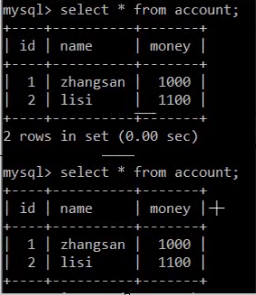 mysql> select * from account;
+----+----------+-------+
| id | name     | money |
+----+----------+-------+
|  1 | zhangsan |  1000 |
|  2 | lisi     |  1100 |
+----+----------+-------+
2 rows in set (0.00 sec)
mysql> select * from account;
+----+----------+-------+
| id | name     | money |
+----+----------+-------+
|  1 | zhangsan |  1000 |
|  2 | lisi     |  1100 |
+----+----------+-------+